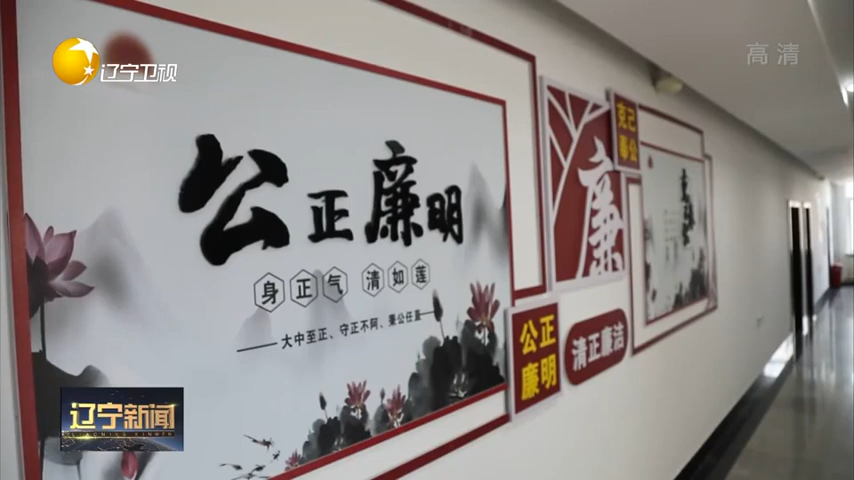 辽宁卫视
高清
公正廉明
身正气 清如莲
大中至正、守正不阿、秉公任直
廉
克己
奉公
公正
廉明
清正廉洁
辽宁新闻
LIAONING XINWEN